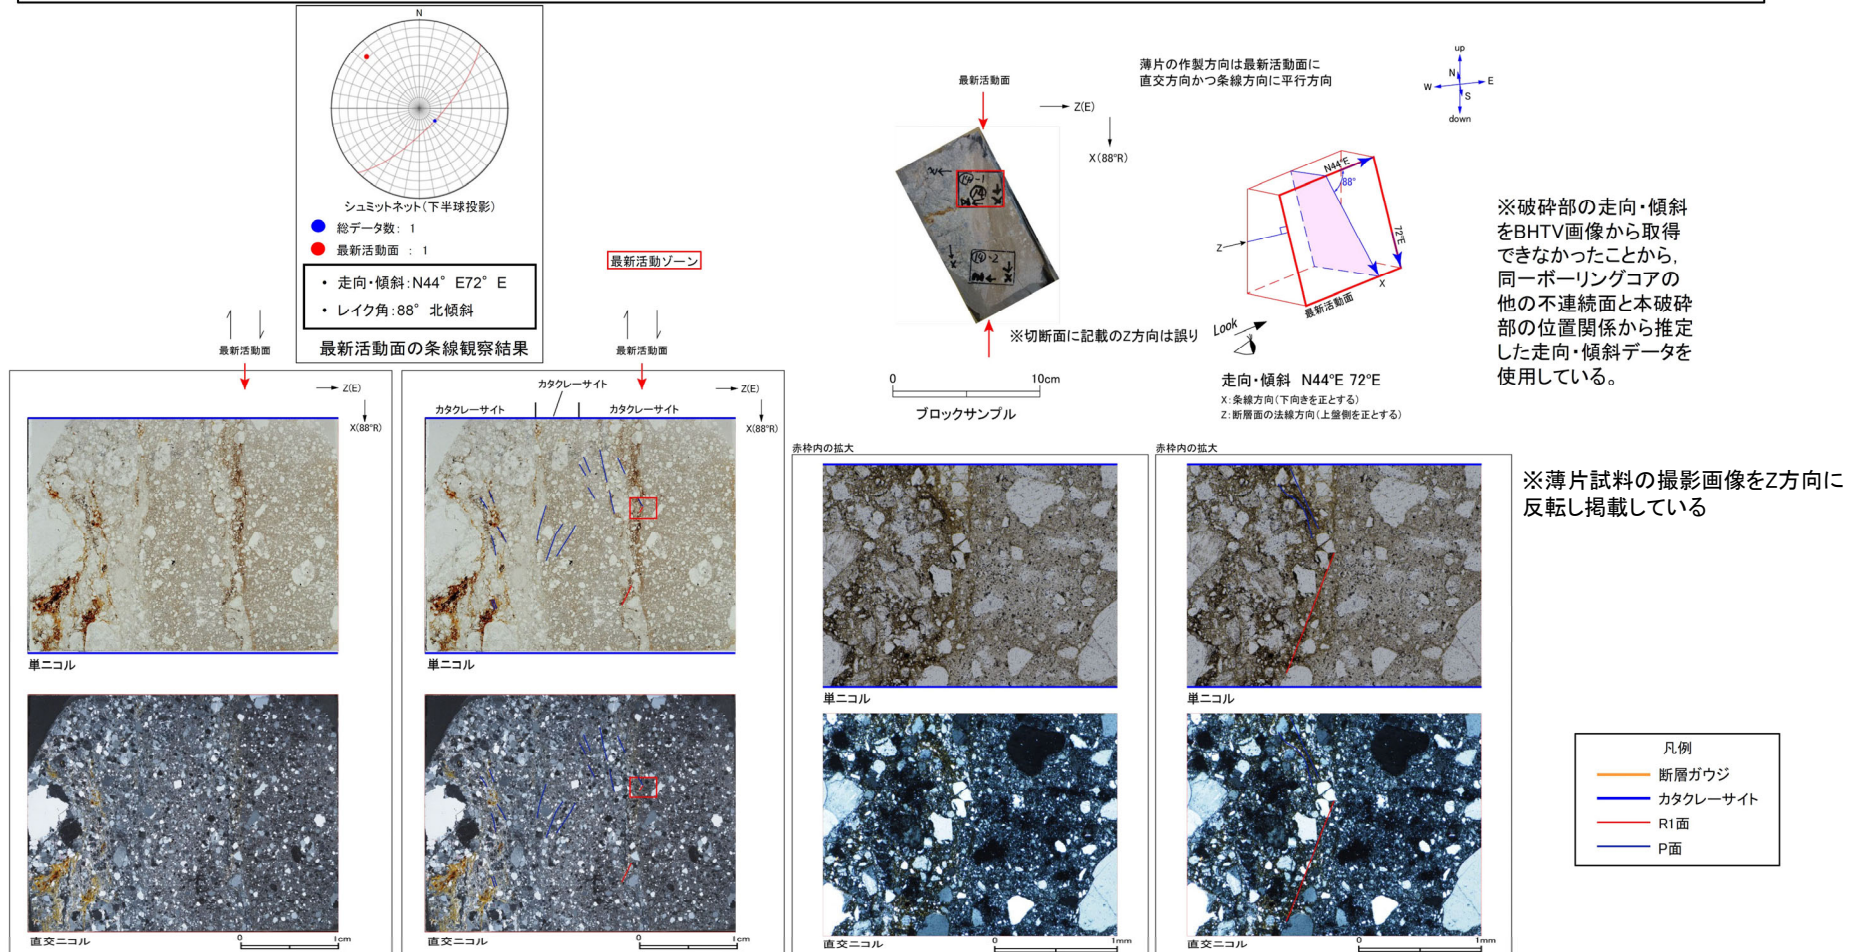 N
シュミットネット(下半球投影)
総データ数: 1
最新活動面 : 1
・ 走向・傾斜:N44° E72° E
・ レイク角:88° 北傾斜
最新活動面の条線観察結果
最新活動ゾーン
最新活動面
Z(E)
X(88°R)
単ニコル
直交ニコル
0 1cm
最新活動面
カタクレーサイト
カタクレーサイト
カタクレーサイト
Z(E)
X(88°R)
単ニコル
直交ニコル
0 1cm
最新活動面
Z(E)
X(88°R)
⑭-1
⑭-2
※切断面に記載のZ方向は誤り
0 10cm
ブロックサンプル
薄片の作製方向は最新活動面に
直交方向かつ条線方向に平行方向
up
N
W E
S
down
N44°E
88°
72°E
Z
X
最新活動面
Look
走向・傾斜 N44°E 72°E
X:条線方向(下向きを正とする)
Z:断層面の法線方向(上盤側を正とする)
※破砕部の走向・傾斜
をBHTV画像から取得
できなかったことから,
同一ボーリングコアの
他の不連続面と本破砕
部の位置関係から推定
した走向・傾斜データを
使用している。
赤枠内の拡大
単ニコル
直交ニコル
0 1mm
赤枠内の拡大
単ニコル
直交ニコル
0 1mm
※薄片試料の撮影画像をZ方向に
反転し掲載している
凡例
断層ガウジ
カタクレーサイト
R1面
P面